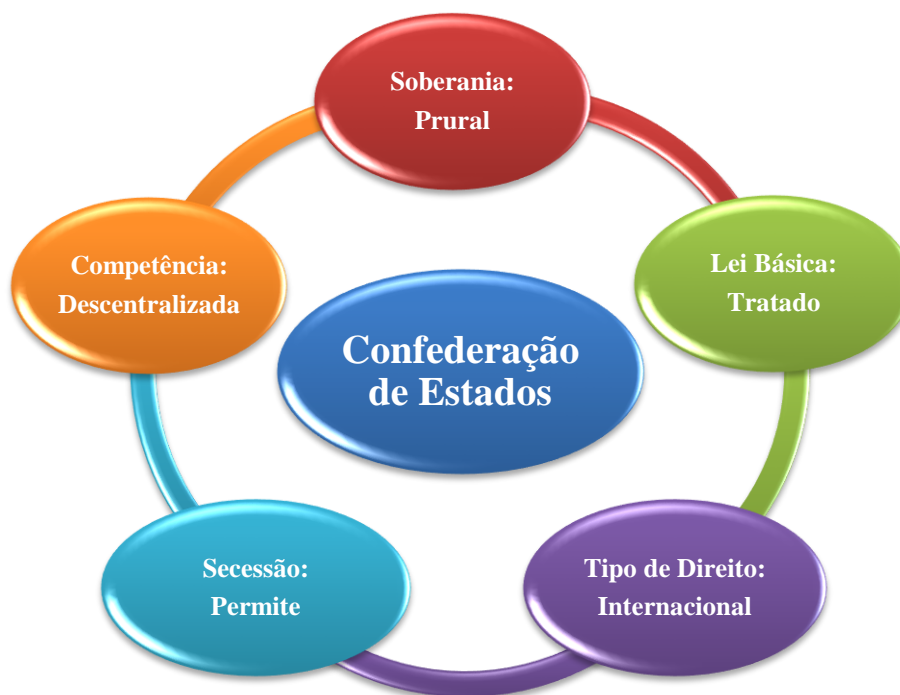 Soberania:
Prural
Lei Básica:
Tratado
Competência:
Descentralizada
Confederação
de Estados
Secessão:
Permite
Tipo de Direito:
Internacional